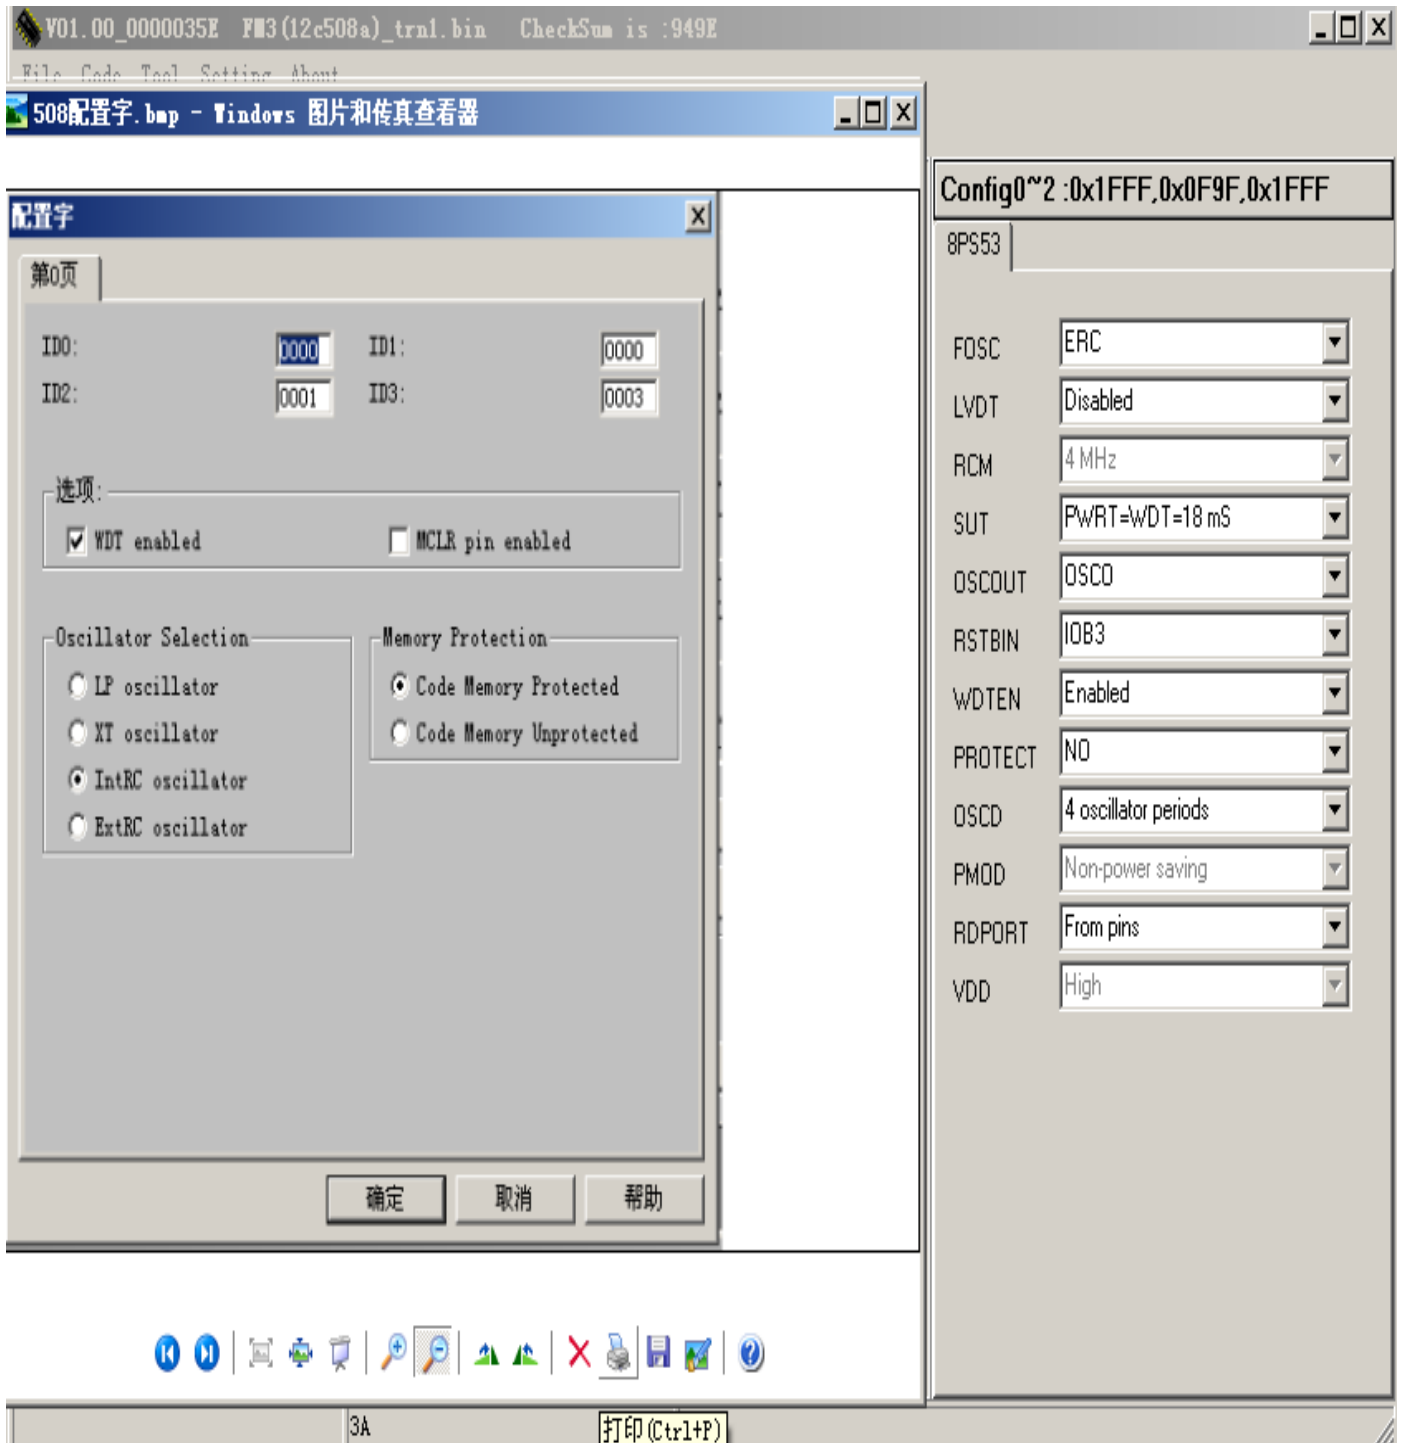 V01.00_0000035E FM3(12c508a)_trn1.bin CheckSum is :949E
File Code Tool Setting About
508配置字.bmp - Windows 图片和传真查看器
配置字
第0页
ID0: 0000 ID1: 0000
ID2: 0001 ID3: 0003
选项:
WDT enabled MCLR pin enabled
Oscillator Selection
LP oscillator
XT oscillator
IntRC oscillator
ExtRC oscillator
Memory Protection
Code Memory Protected
Code Memory Unprotected
确定 取消 帮助
Config0~2 :0x1FFF,0x0F9F,0x1FFF
8PS53
FOSC ERC
LVDT Disabled
RCM 4 MHz
SUT PWRT=WDT=18 mS
OSCOUT OSCO
RSTBIN IOB3
WDTEN Enabled
PROTECT NO
OSCD 4 oscillator periods
PMOD Non-power saving
RDPORT From pins
VDD High
3A
打印(Ctrl+P)